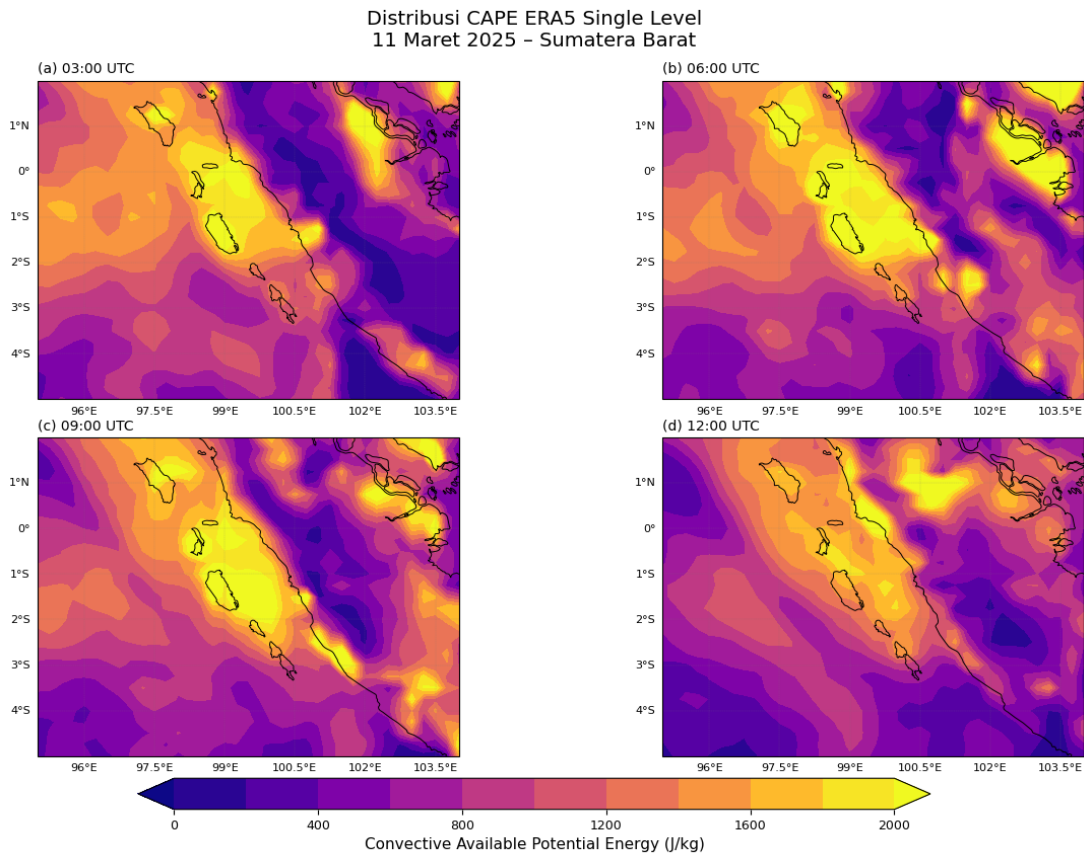 Distribusi CAPE ERA5 Single Level
11 Maret 2025 – Sumatera Barat
(a) 03:00 UTC
1°N
0°
1°S
2°S
3°S
4°S
96°E 97.5°E 99°E 100.5°E 102°E 103.5°E
(b) 06:00 UTC
1°N
0°
1°S
2°S
3°S
4°S
96°E 97.5°E 99°E 100.5°E 102°E 103.5°E
(c) 09:00 UTC
1°N
0°
1°S
2°S
3°S
4°S
96°E 97.5°E 99°E 100.5°E 102°E 103.5°E
(d) 12:00 UTC
1°N
0°
1°S
2°S
3°S
4°S
96°E 97.5°E 99°E 100.5°E 102°E 103.5°E
0 400 800 1200 1600 2000
Convective Available Potential Energy (J/kg)